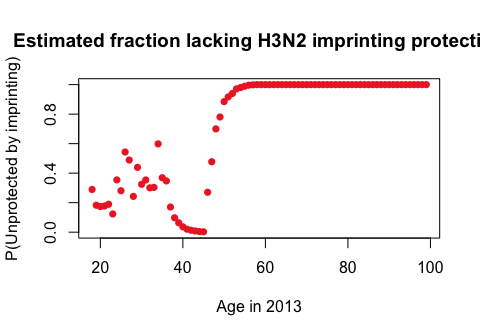 Estimated fraction lacking H3N2 imprinting protecti
P(Unprotected by imprinting)
0.8
0.4
0.0
20 40 60 80 100
Age in 2013